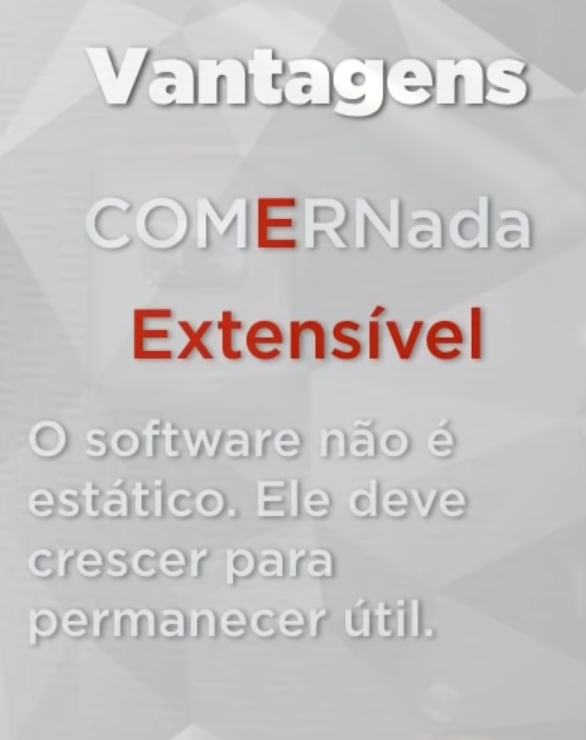 Vantagens
COMERNada
Extensível
O software não é
estático. Ele deve
crescer para
permanecer útil.